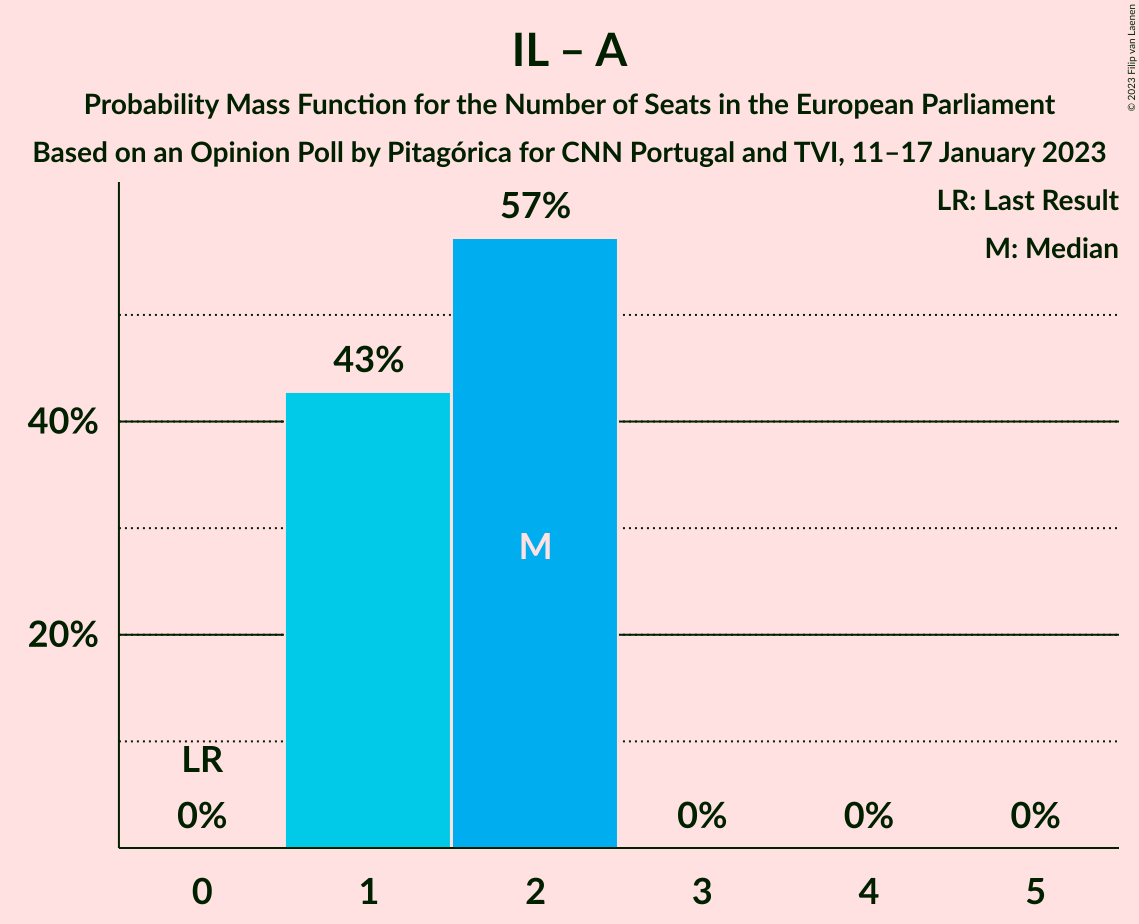 IL – A
Probability Mass Function for the Number of Seats in the European Parliament
Based on an Opinion Poll by Pitagórica for CNN Portugal and TVI, 11–17 January 2023
© 2023 Filip van Laenen
LR: Last Result
M: Median
57%
43%
40%
M
20%
LR
0%
0%
0%
0%
0
1
2
3
4
5